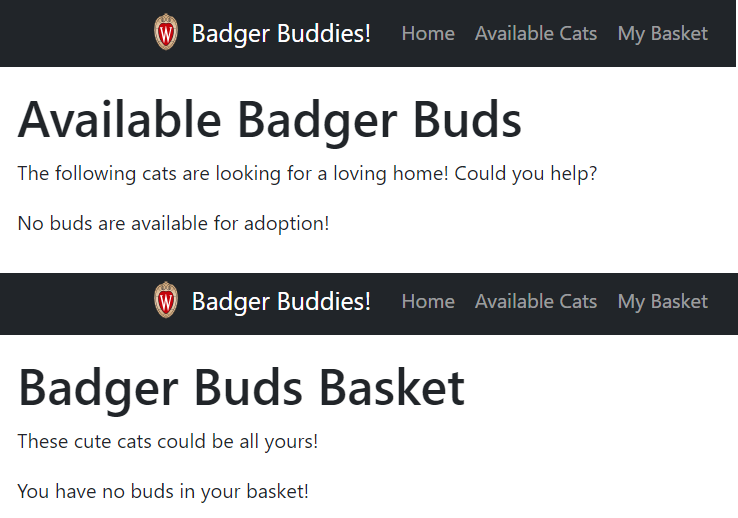 W Badger Buddies! Home Available Cats My Basket
Available Badger Buds
The following cats are looking for a loving home! Could you help?
No buds are available for adoption!
W Badger Buddies! Home Available Cats My Basket
Badger Buds Basket
These cute cats could be all yours!
You have no buds in your basket!